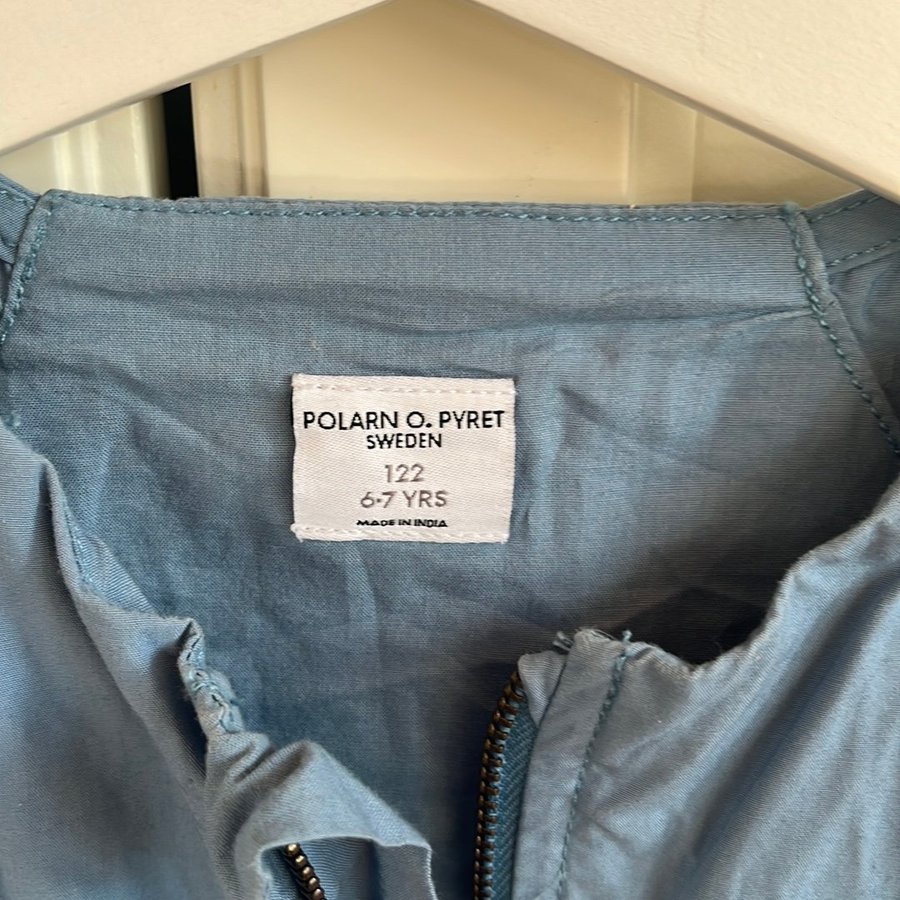 POLARN O. PYRET
SWEDEN
122
6-7 YRS
MADE IN INDIA